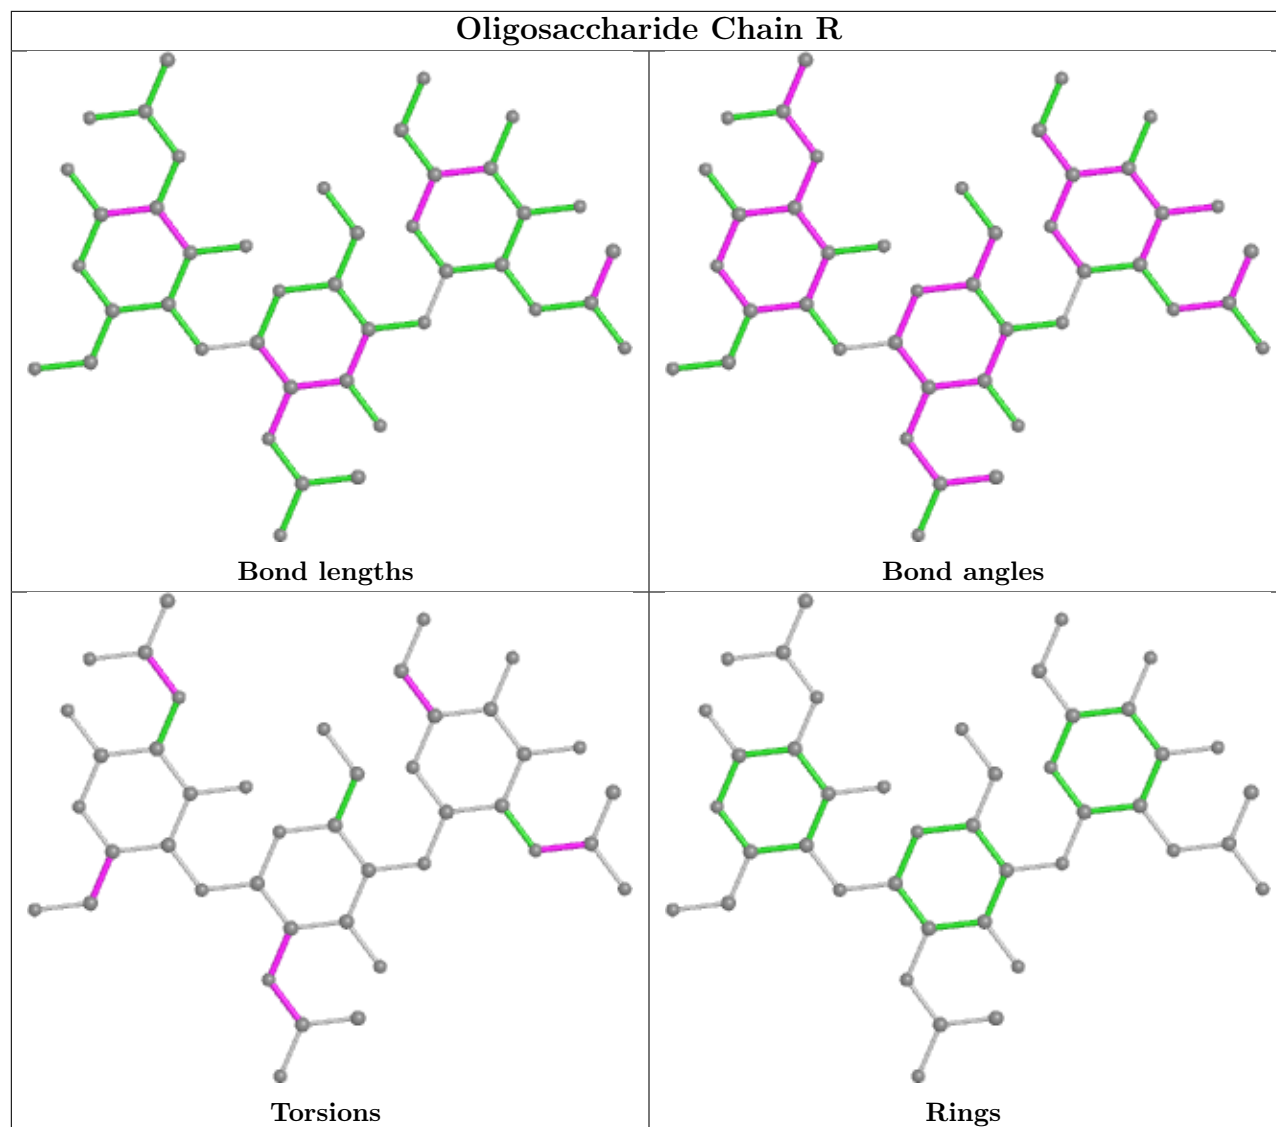 Oligosaccharide Chain R
Bond lengths
Bond angles
Torsions
Rings